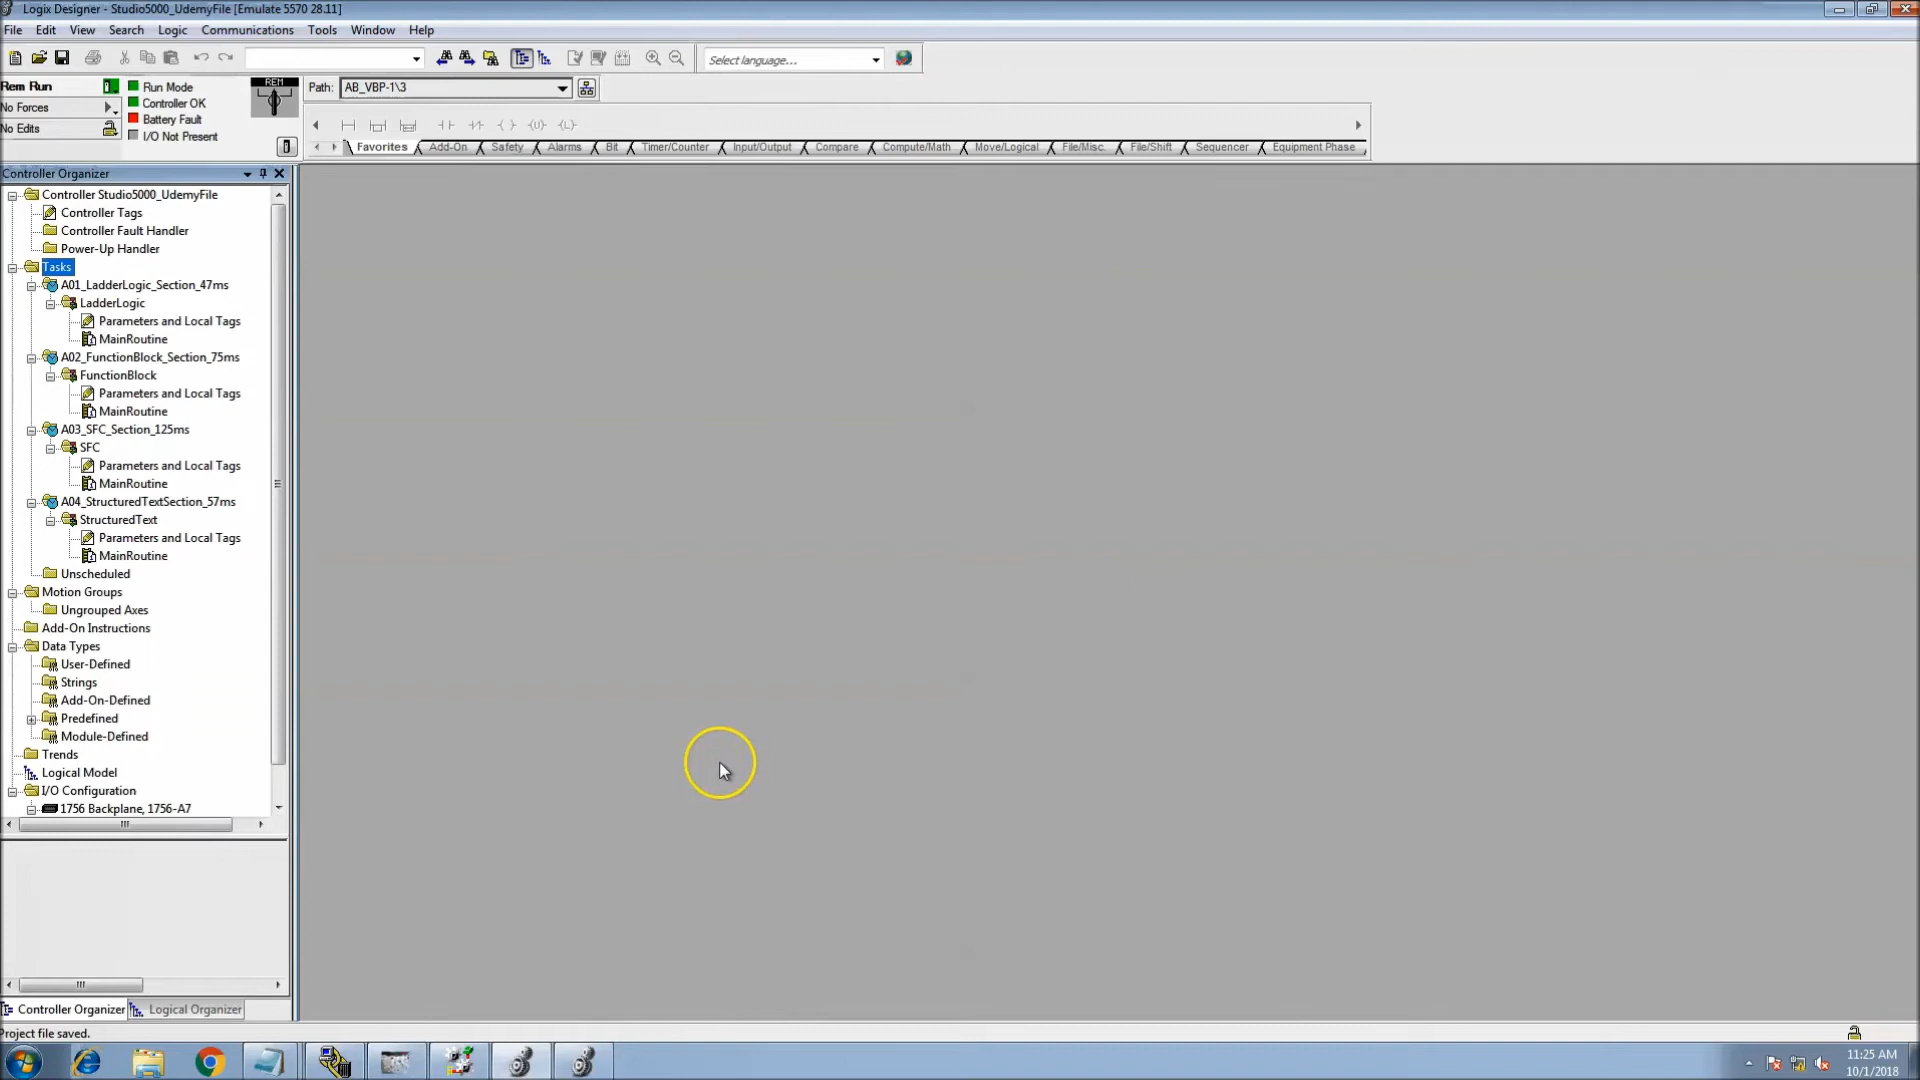 Logix Designer - Studio5000_UdemyFile [Emulate 5570 28.11]
File Edit View Search Logic Communications Tools Window Help
Select language...
Rem Run
No Forces
No Edits
Run Mode
Controller OK
Battery Fault
I/O Not Present
REM
Path: AB_VBP-1\3
Favorites Add-On Safety Alarms Bit Timer/Counter Input/Output Compare Compute/Math Move/Logical File/Misc. File/Shift Sequencer Equipment Phase
Controller Organizer
Controller Studio5000_UdemyFile
Controller Tags
Controller Fault Handler
Power-Up Handler
Tasks
A01_LadderLogic_Section_47ms
LadderLogic
Parameters and Local Tags
MainRoutine
A02_FunctionBlock_Section_75ms
FunctionBlock
Parameters and Local Tags
MainRoutine
A03_SFC_Section_125ms
SFC
Parameters and Local Tags
MainRoutine
A04_StructuredTextSection_57ms
StructuredText
Parameters and Local Tags
MainRoutine
Unscheduled
Motion Groups
Ungrouped Axes
Add-On Instructions
Data Types
User-Defined
Strings
Add-On-Defined
Predefined
Module-Defined
Trends
Logical Model
I/O Configuration
1756 Backplane, 1756-A7
Controller Organizer Logical Organizer
Project file saved.
11:25 AM
10/1/2018